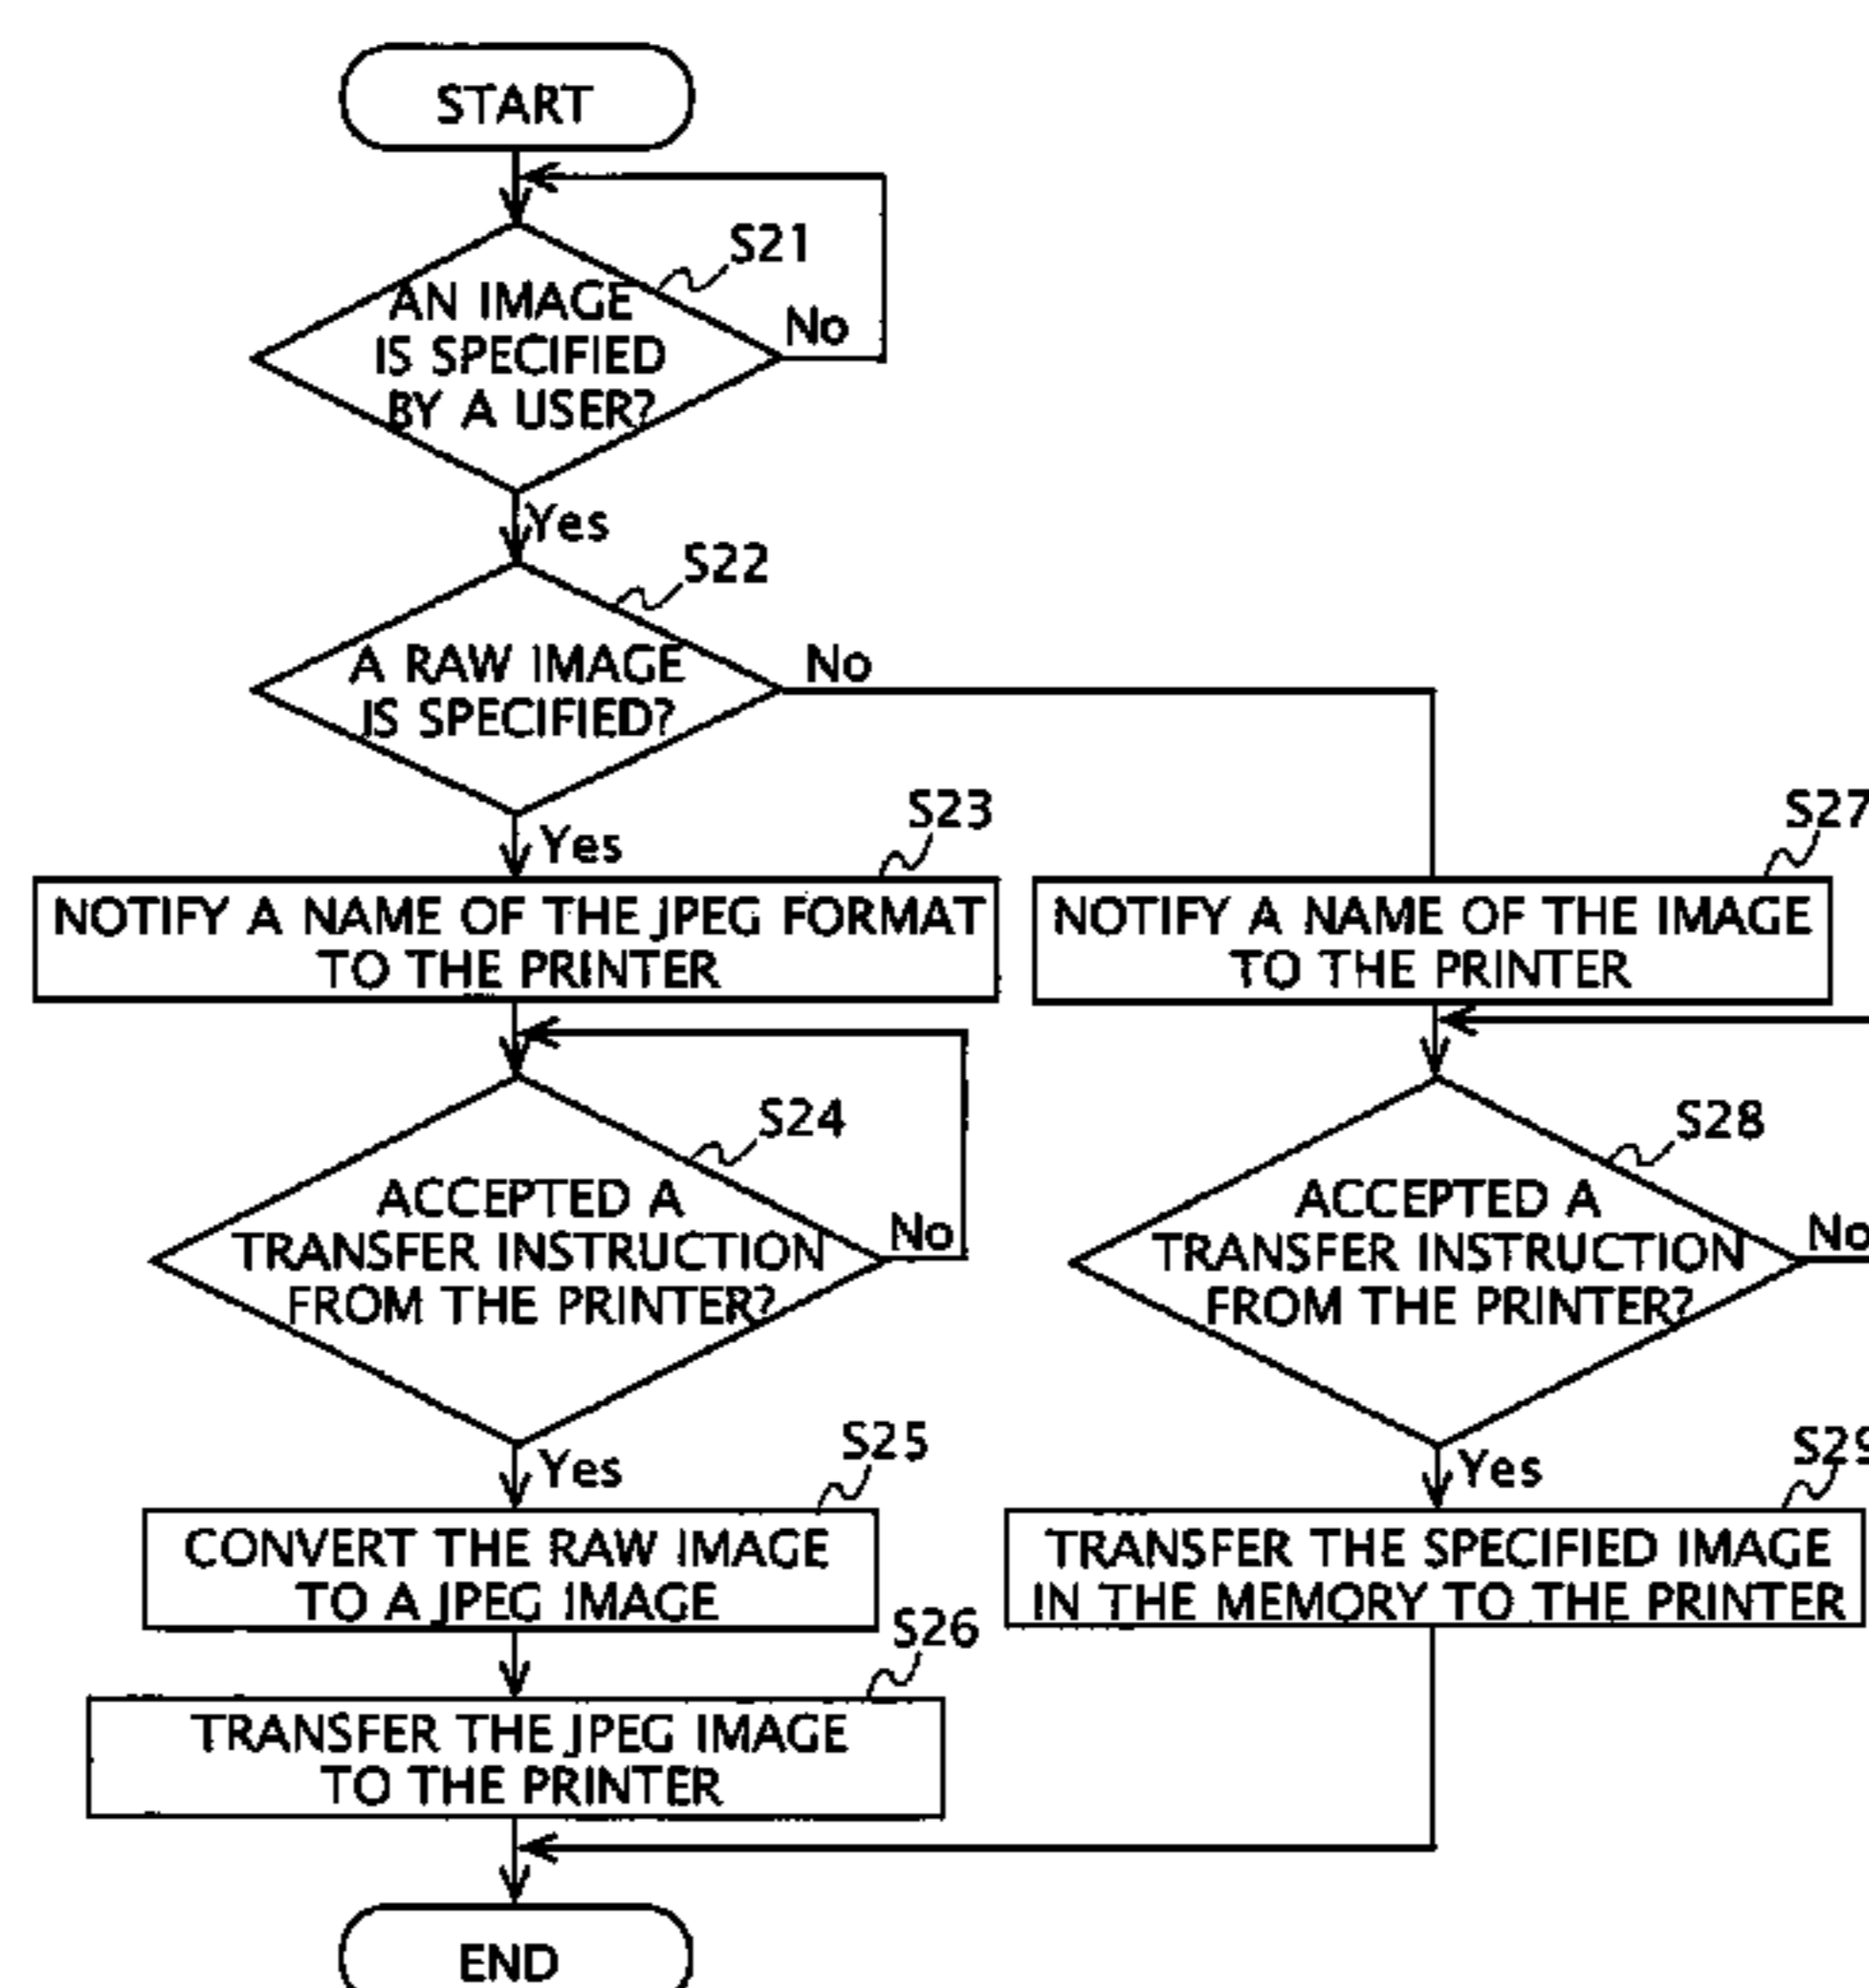 START
S21
AN IMAGE
IS SPECIFIED
BY A USER?
No
Yes
S22
A RAW IMAGE
IS SPECIFIED?
No
Yes
S23
NOTIFY A NAME OF THE JPEG FORMAT
TO THE PRINTER
S24
ACCEPTED A
TRANSFER INSTRUCTION
FROM THE PRINTER?
No
Yes
S25
CONVERT THE RAW IMAGE
TO A JPEG IMAGE
S26
TRANSFER THE JPEG IMAGE
TO THE PRINTER
S27
NOTIFY A NAME OF THE IMAGE
TO THE PRINTER
S28
ACCEPTED A
TRANSFER INSTRUCTION
FROM THE PRINTER?
No
Yes
S29
TRANSFER THE SPECIFIED IMAGE
IN THE MEMORY TO THE PRINTER
END